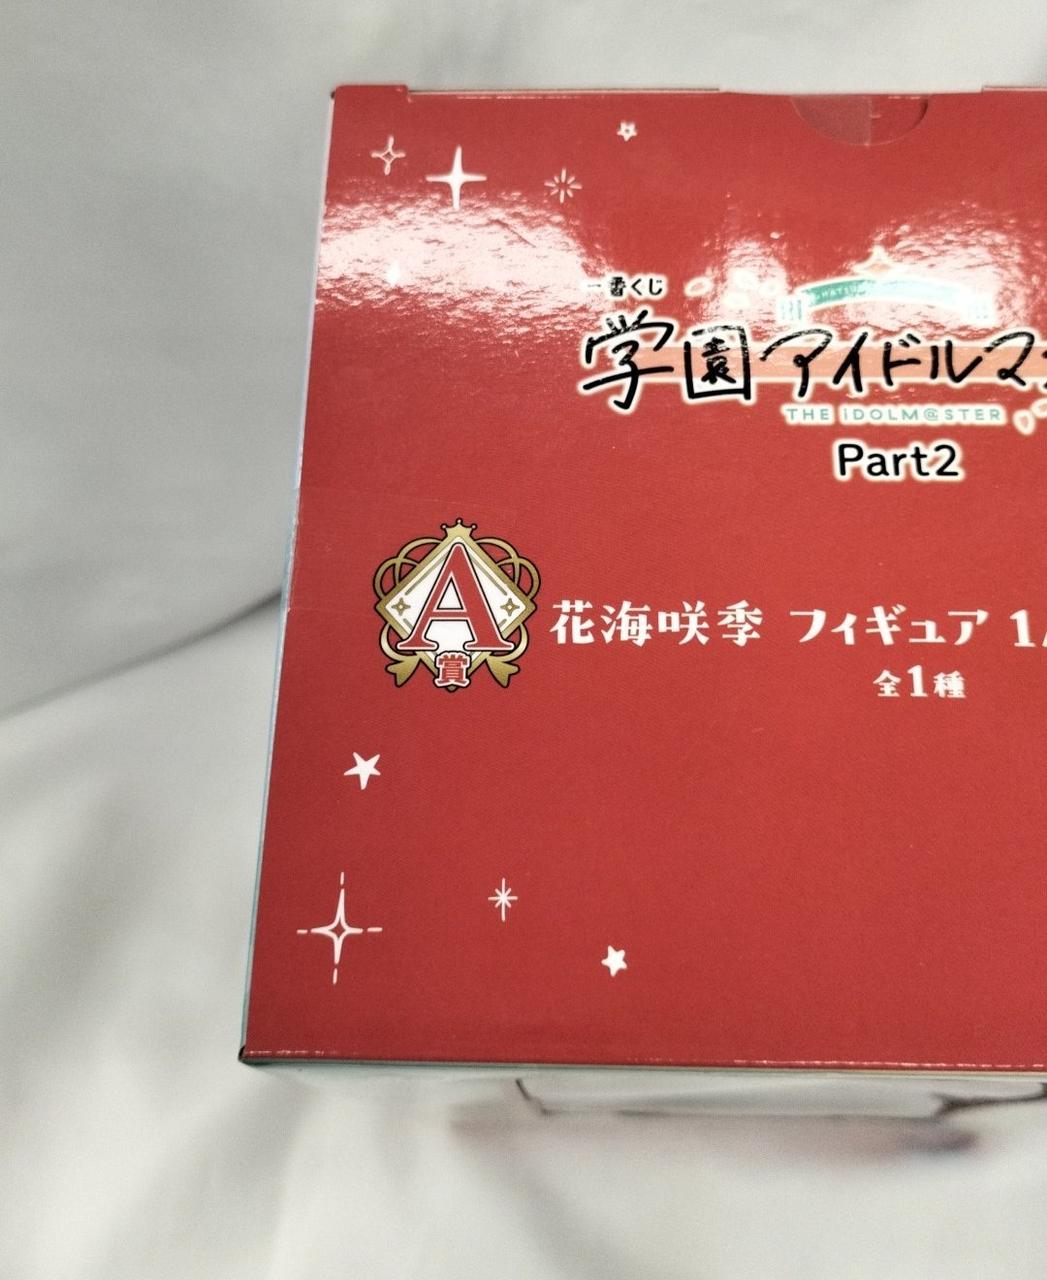 一番くじ
学園アイドルマ
THE iDOLM@STER
Part2
A
賞
花海咲季 フィギュア 1/
全1種